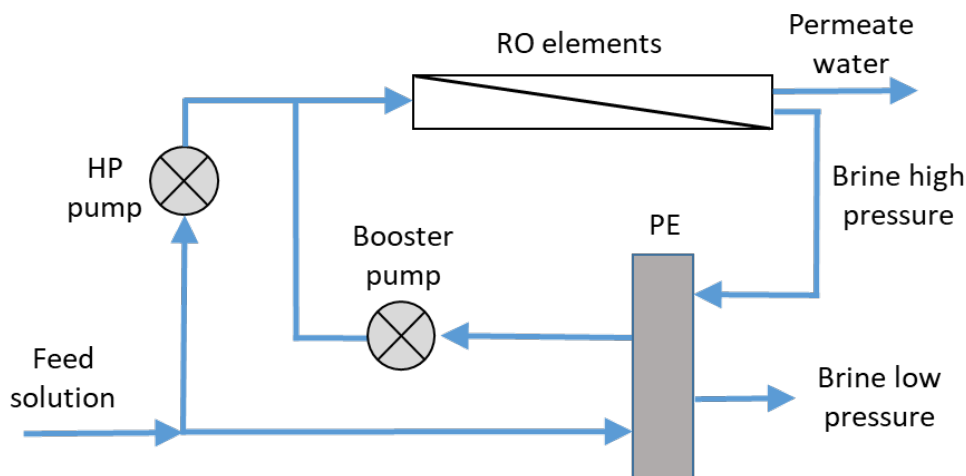 RO elements
Permeate
water
HP
pump
Brine high
pressure
Booster
pump
PE
Feed
solution
Brine low
pressure